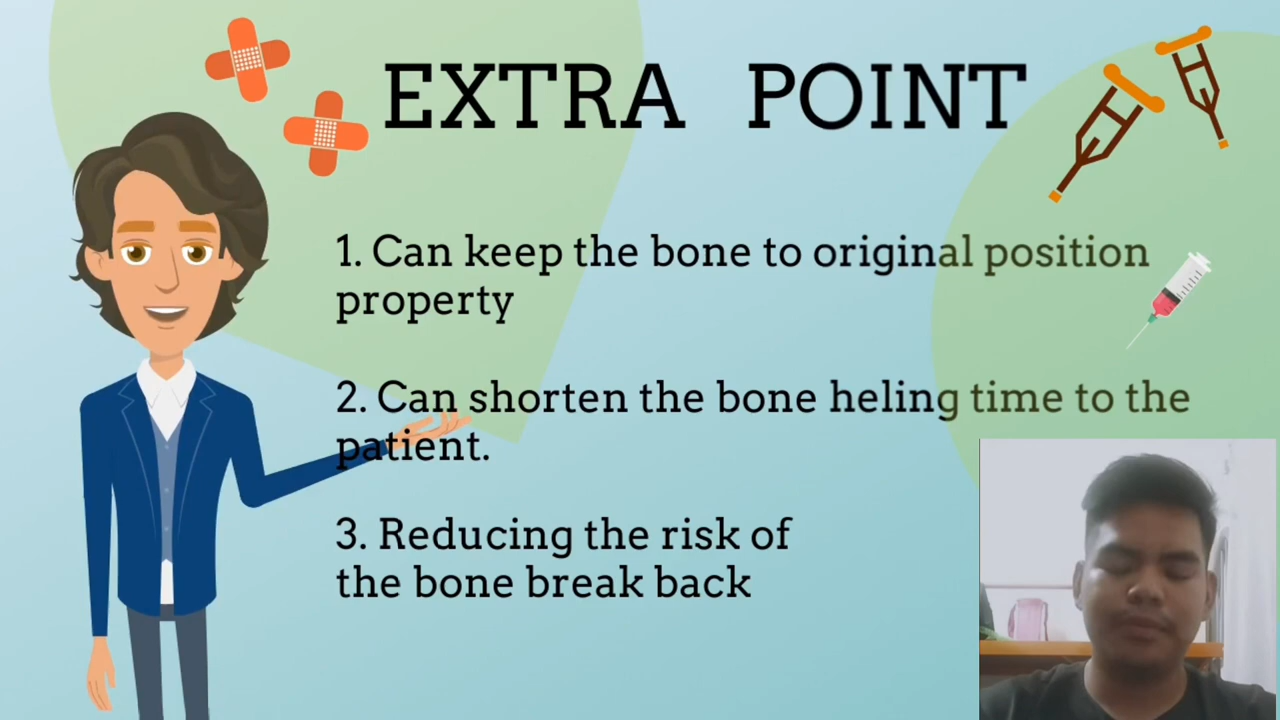 EXTRA POINT
1. Can keep the bone to original position
property
2. Can shorten the bone heling time to the
patient.
3. Reducing the risk of
the bone break back